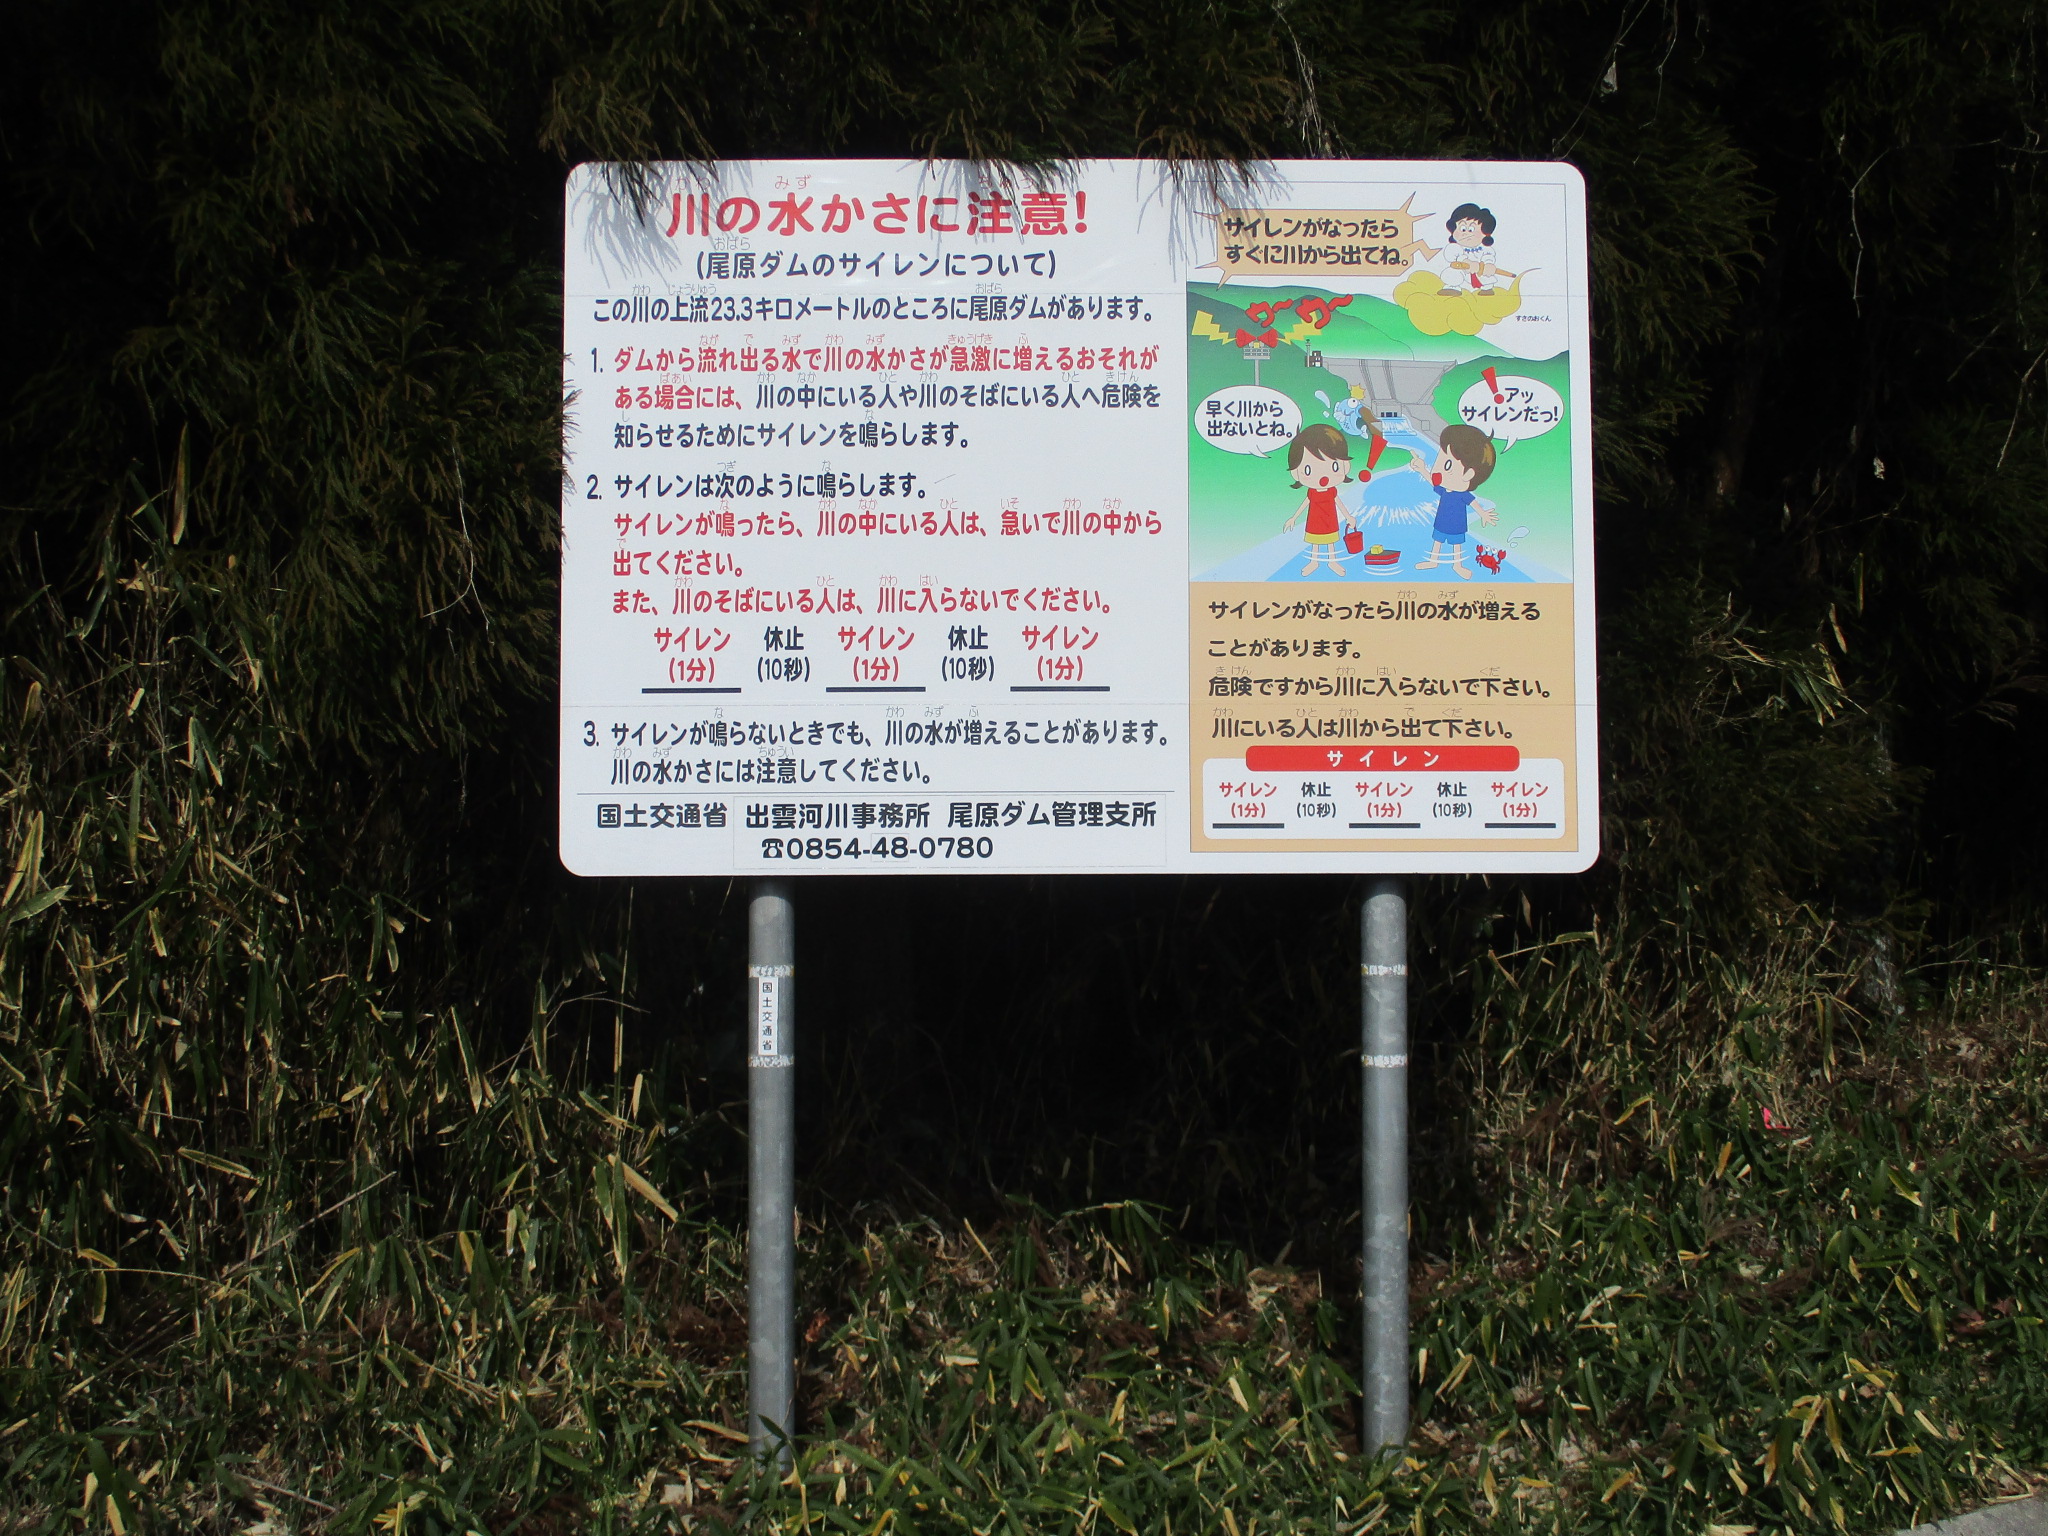 川の水かさに注意!
(尾原ダムのサイレンについて)
この川の上流23.3キロメートルのところに尾原ダムがあります。
1. ダムから流れ出る水で川の水かさが急激に増えるおそれが
ある場合には、川の中にいる人や川のそばにいる人へ危険を
知らせるためにサイレンを鳴らします。
2. サイレンは次のように鳴らします。
サイレンが鳴ったら、川の中にいる人は、急いで川の中から
出てください。
また、川のそばにいる人は、川に入らないでください。
サイレン 休止 サイレン 休止 サイレン
(1分) (10秒) (1分) (10秒) (1分)
3. サイレンが鳴らないときでも、川の水が増えることがあります。
川の水かさには注意してください。
国土交通省 出雲河川事務所 尾原ダム管理支所
☎0854-48-0780
サイレンがなったら
すぐに川から出てね。
すさのおくん
ウーウー
早く川から
出ないとね。
アッ
サイレンだっ!
サイレンがなったら川の水が増える
ことがあります。
危険ですから川に入らないで下さい。
川にいる人は川から出て下さい。
サイレン
サイレン 休止 サイレン 休止 サイレン
(1分) (10秒) (1分) (10秒) (1分)
国土交通省